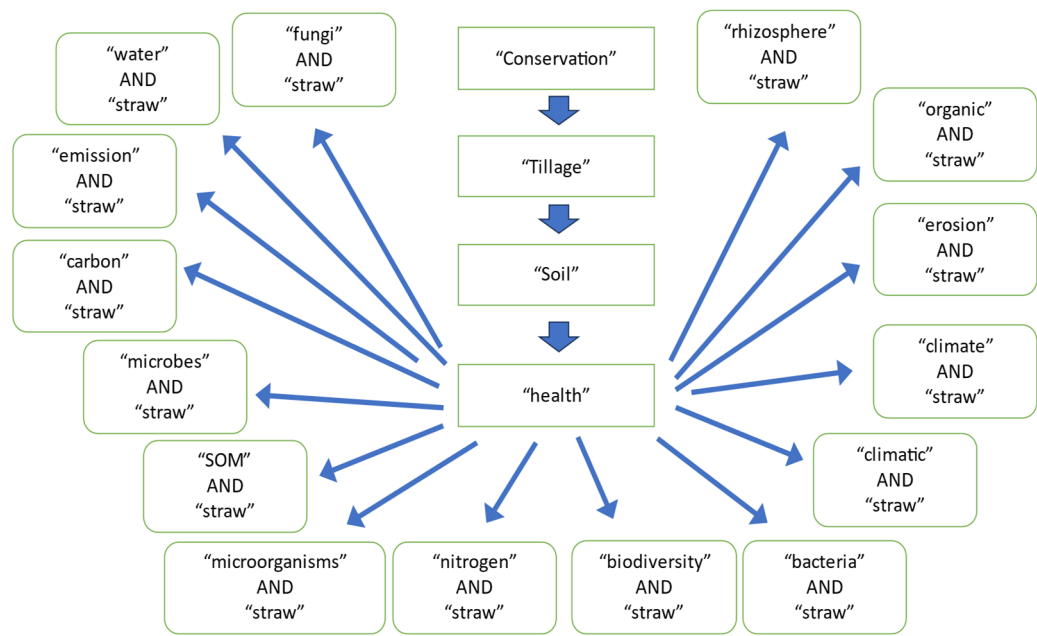 “Conservation”
“Tillage”
“Soil”
“health”
“fungi”
AND
“straw”
“water”
AND
“straw”
“emission”
AND
“straw”
“carbon”
AND
“straw”
“microbes”
AND
“straw”
“SOM”
AND
“straw”
“microorganisms”
AND
“straw”
“nitrogen”
AND
“straw”
“biodiversity”
AND
“straw”
“bacteria”
AND
“straw”
“climatic”
AND
“straw”
“climate”
AND
“straw”
“erosion”
AND
“straw”
“organic”
AND
“straw”
“rhizosphere”
AND
“straw”